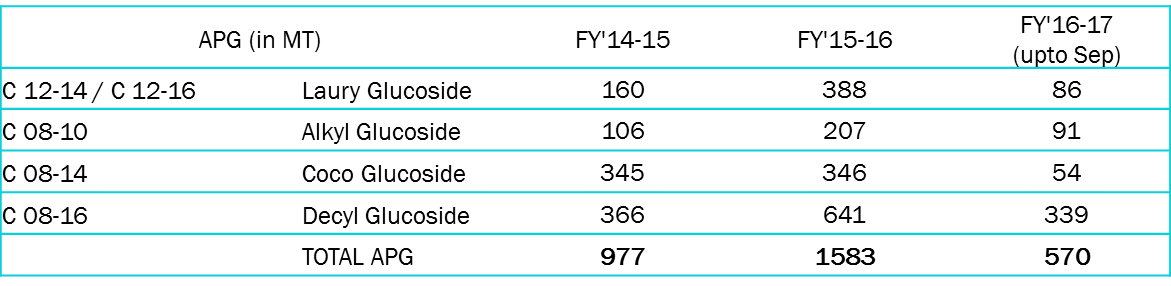 APG (in MT) FY'14-15 FY'15-16 FY'16-17 (upto Sep)
C 12-14 / C 12-16 Laury Glucoside 160 388 86
C 08-10 Alkyl Glucoside 106 207 91
C 08-14 Coco Glucoside 345 346 54
C 08-16 Decyl Glucoside 366 641 339
TOTAL APG 977 1583 570